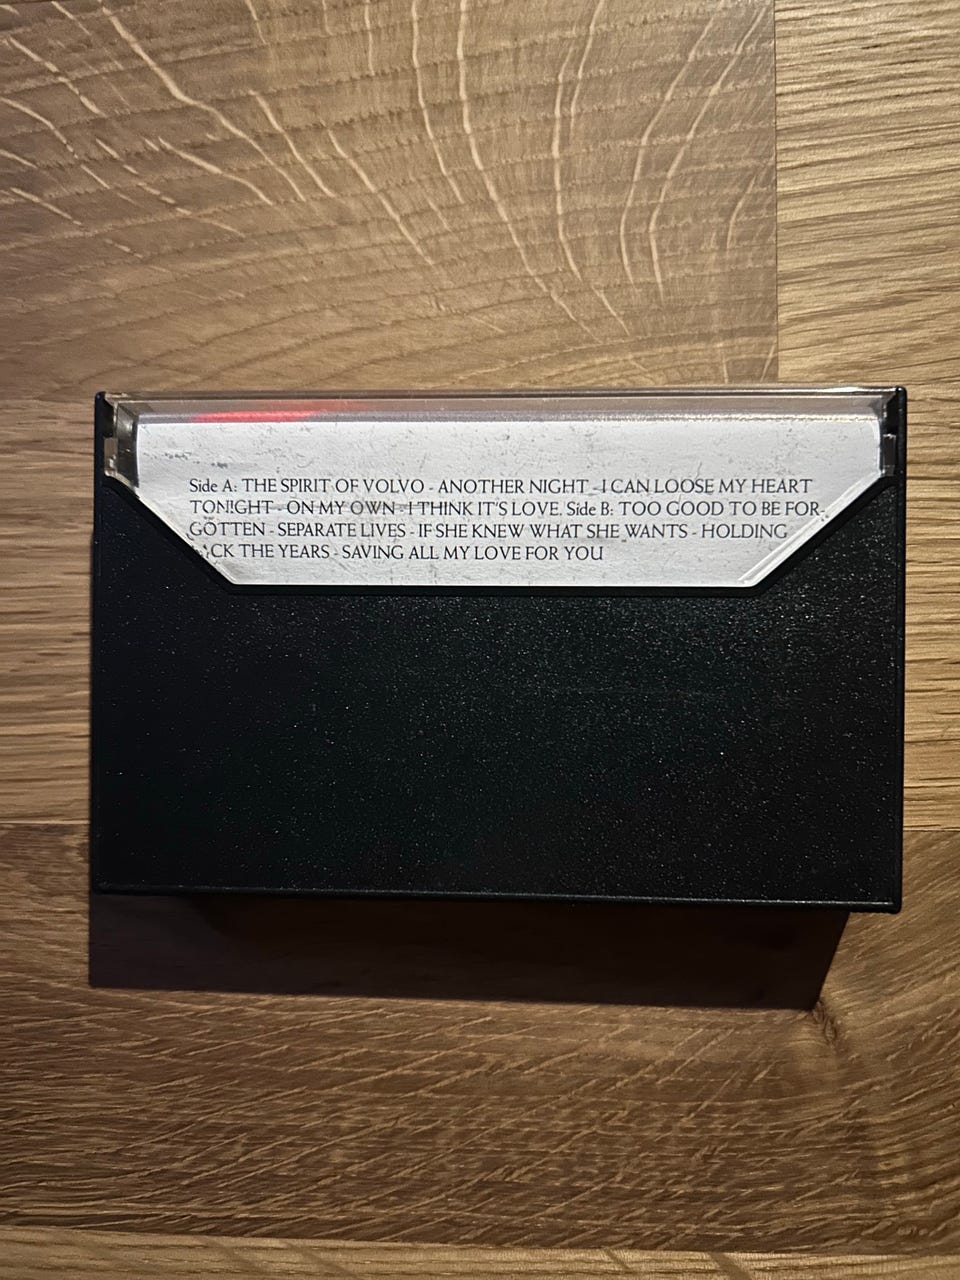 Side A: THE SPIRIT OF VOLVO - ANOTHER NIGHT - I CAN LOOSE MY HEART
TONIGHT - ON MY OWN - I THINK IT'S LOVE. Side B: TOO GOOD TO BE FOR-
GOTTEN - SEPARATE LIVES - IF SHE KNEW WHAT SHE WANTS - HOLDING
THE YEARS - SAVING ALL MY LOVE FOR YOU